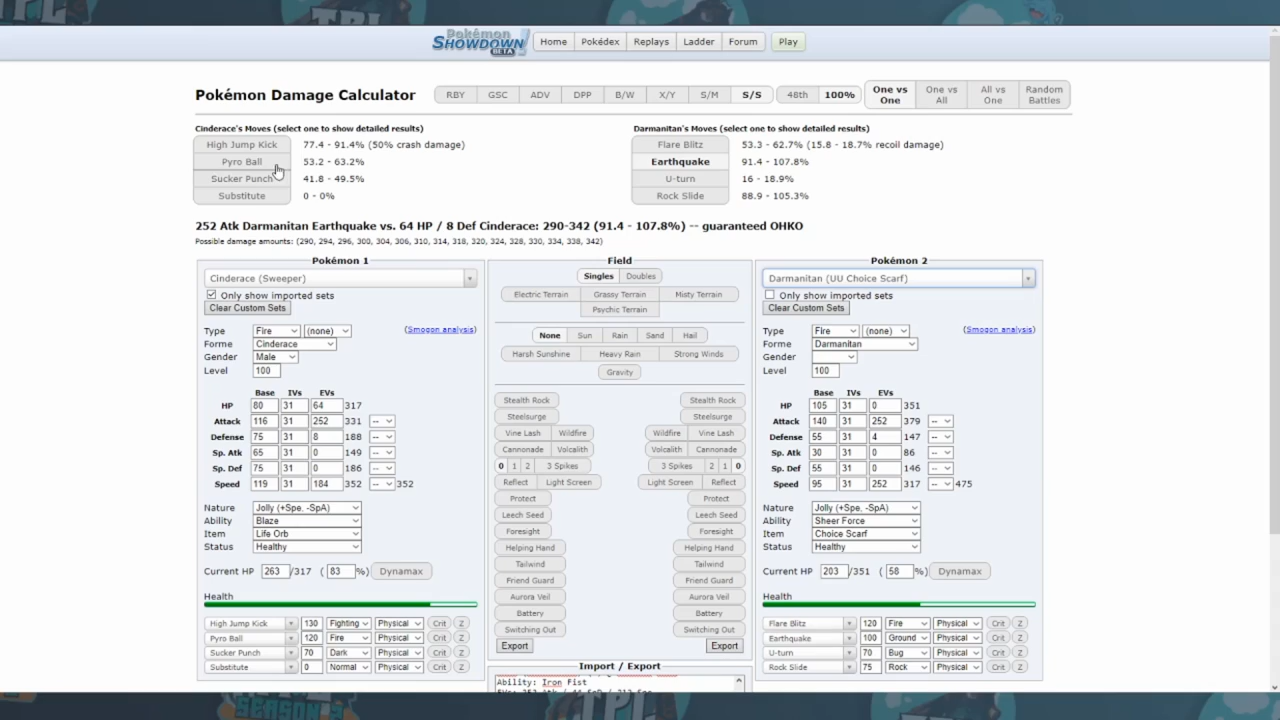 Pokémon SHOWDOWN! BETA Home Pokédex Replays Ladder Forum Play
Pokémon Damage Calculator RBY GSC ADV DPP B/W X/Y S/M S/S 48th 100% One vs One One vs All All vs One Random Battles
Cinderace's Moves (select one to show detailed results) Darmanitan's Moves (select one to show detailed results)
High Jump Kick 77.4 - 91.4% (50% crash damage) Flare Blitz 53.3 - 62.7% (15.8 - 18.7% recoil damage)
Pyro Ball 53.2 - 63.2% Earthquake 91.4 - 107.8%
Sucker Punch 41.8 - 49.5% U-turn 16 - 18.9%
Substitute 0 - 0% Rock Slide 88.9 - 105.3%
252 Atk Darmanitan Earthquake vs. 64 HP / 8 Def Cinderace: 290-342 (91.4 - 107.8%) -- guaranteed OHKO
Possible damage amounts: (290, 294, 296, 300, 304, 306, 310, 314, 318, 320, 324, 328, 330, 334, 338, 342)
Pokémon 1 Field Pokémon 2
Cinderace (Sweeper) Singles Doubles Darmanitan (UU Choice Scarf)
Only show imported sets Electric Terrain Grassy Terrain Misty Terrain Only show imported sets
Clear Custom Sets Psychic Terrain Clear Custom Sets
Type Fire (none) (Smogon analysis) None Sun Rain Sand Hail Type Fire (none) (Smogon analysis)
Forme Cinderace Harsh Sunshine Heavy Rain Strong Winds Forme Darmanitan
Gender Male Gender
Level 100 Gravity Level 100
Base IVs EVs Base IVs EVs
HP 80 31 64 317 Stealth Rock Stealth Rock HP 105 31 0 351
Attack 116 31 252 331 -- Steelsurge Steelsurge Attack 140 31 252 379 --
Defense 75 31 8 188 -- Vine Lash Wildfire Wildfire Vine Lash Defense 55 31 4 147 --
Sp. Atk 65 31 0 149 -- Cannonade Volcalith Volcalith Cannonade Sp. Atk 30 31 0 86 --
Sp. Def 75 31 0 186 -- 0 1 2 3 Spikes 3 Spikes 2 1 0 Sp. Def 55 31 0 146 --
Speed 119 31 184 352 -- 352 Reflect Light Screen Light Screen Reflect Speed 95 31 252 317 -- 475
Protect Protect
Nature Jolly (+Spe, -SpA) Leech Seed Leech Seed Nature Jolly (+Spe, -SpA)
Ability Blaze Foresight Foresight Ability Sheer Force
Item Life Orb Item Choice Scarf
Status Healthy Helping Hand Helping Hand Status Healthy
Tailwind Tailwind
Current HP 263 /317 ( 83 %) Dynamax Friend Guard Friend Guard Current HP 203 /351 ( 58 %) Dynamax
Health Aurora Veil Aurora Veil Health
Battery Battery
High Jump Kick 130 Fighting Physical Crit Z Switching Out Switching Out Flare Blitz 120 Fire Physical Crit Z
Pyro Ball 120 Fire Physical Crit Z Export Export Earthquake 100 Ground Physical Crit Z
Sucker Punch 70 Dark Physical Crit Z U-turn 70 Bug Physical Crit Z
Substitute 0 Normal Physical Crit Z Import / Export Rock Slide 75 Rock Physical Crit Z
Ability: Iron Fist
TPL
TPL
SEASON
TPL